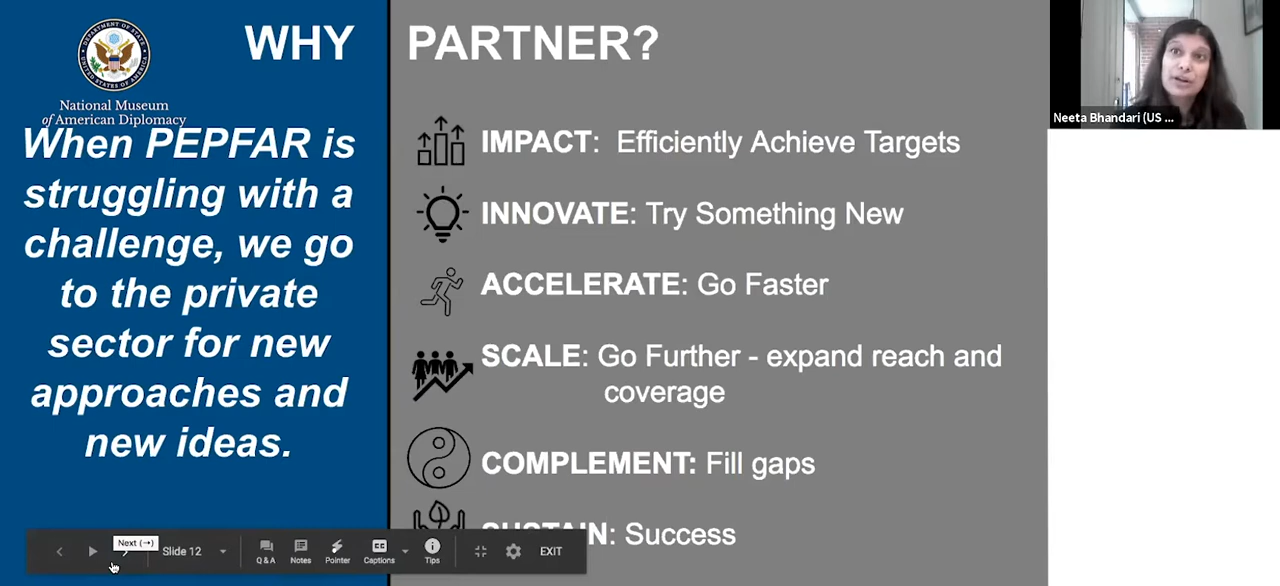 WHY PARTNER?
National Museum
of American Diplomacy
When PEPFAR is
struggling with a
challenge, we go
to the private
sector for new
approaches and
new ideas.
IMPACT: Efficiently Achieve Targets
INNOVATE: Try Something New
ACCELERATE: Go Faster
SCALE: Go Further - expand reach and
coverage
COMPLEMENT: Fill gaps
SUSTAIN: Success
Neeta Bhandari (US ...
Next (→)
Slide 12
Q & A
Notes
Pointer
CC
Captions
Tips
EXIT